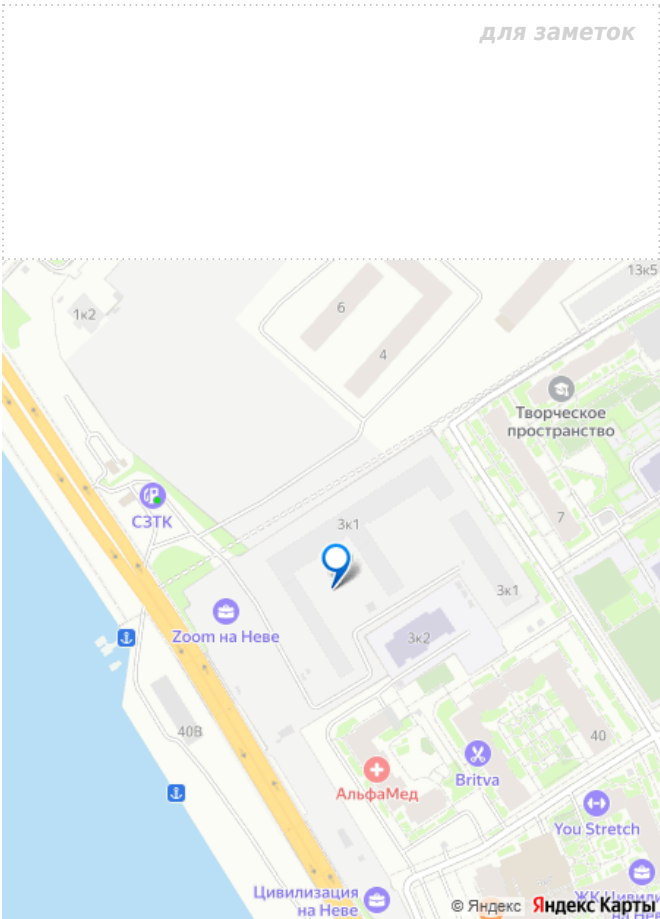 для заметок
13к5
1к2
6
4
Творческое
пространство
СЗТК
3к1
7
3к1
Zoom на Неве
3к2
40В
40
Britva
АльфаМед
You Stretch
Цивилизация
на Неве
© Яндекс Яндекс Карты